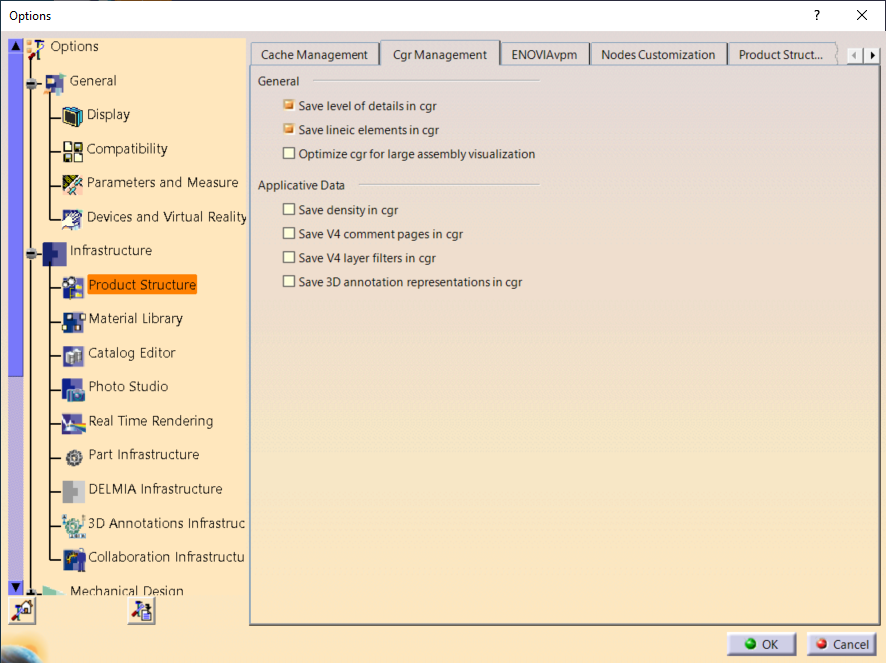 Options
?
Options
General
Display
Compatibility
Parameters and Measure
Devices and Virtual Reality
Infrastructure
Product Structure
Material Library
Catalog Editor
Photo Studio
Real Time Rendering
Part Infrastructure
DELMIA Infrastructure
3D Annotations Infrastruc
Collaboration Infrastructu
Mechanical Design
Cache Management
Cgr Management
ENOVIAvpm
Nodes Customization
Product Struct...
General
Save level of details in cgr
Save lineic elements in cgr
Optimize cgr for large assembly visualization
Applicative Data
Save density in cgr
Save V4 comment pages in cgr
Save V4 layer filters in cgr
Save 3D annotation representations in cgr
OK
Cancel